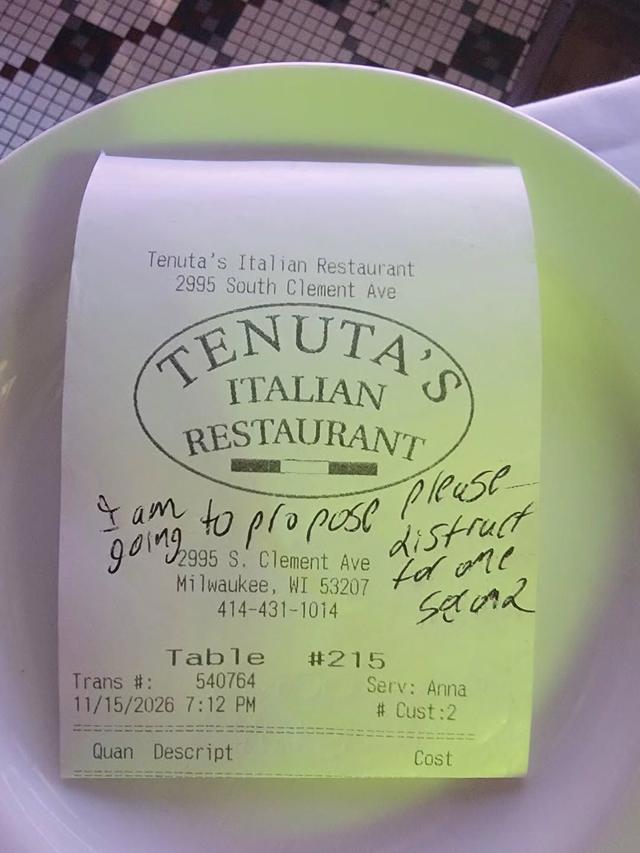 Tenuta's Italian Restaurant
2995 South Clement Ave
TENUTA'S
ITALIAN
RESTAURANT
I am going to propose please distruct for one second
2995 S. Clement Ave
Milwaukee, WI 53207
414-431-1014
Table #215
Trans #: 540764 Serv: Anna
11/15/2026 7:12 PM # Cust:2
Quan Descript Cost